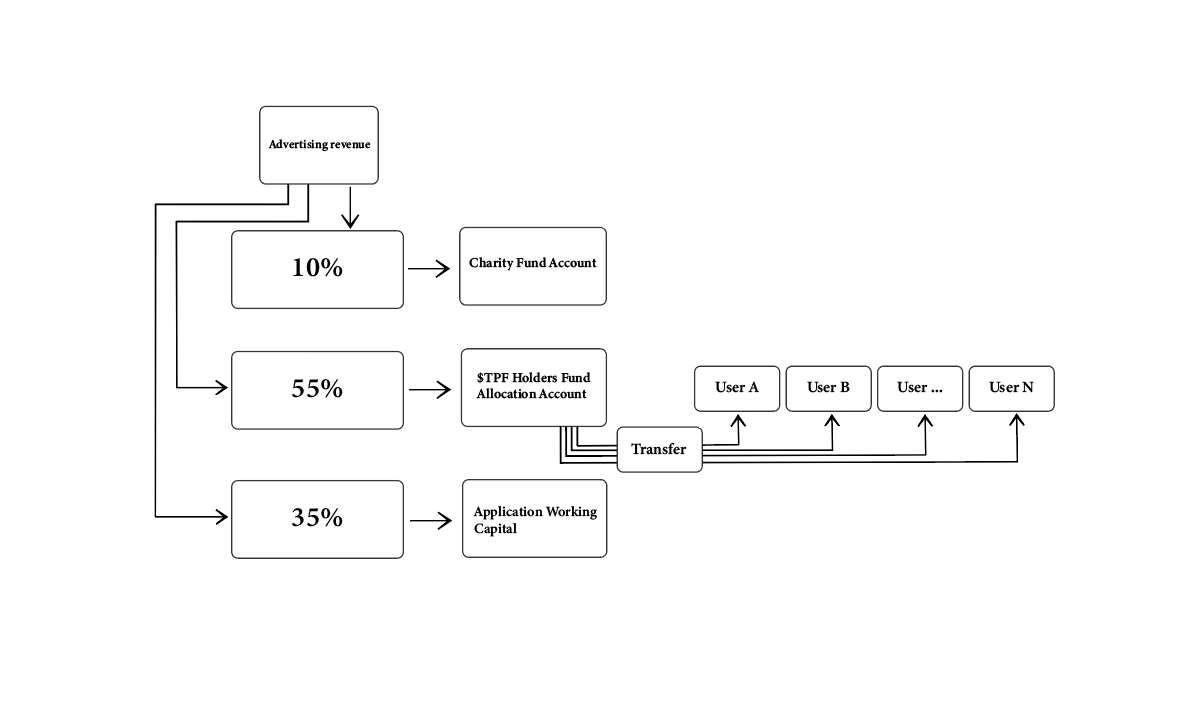 Advertising revenue
10%
Charity Fund Account
55%
$TPF Holders Fund
Allocation Account
User A
User B
User ...
User N
Transfer
35%
Application Working
Capital